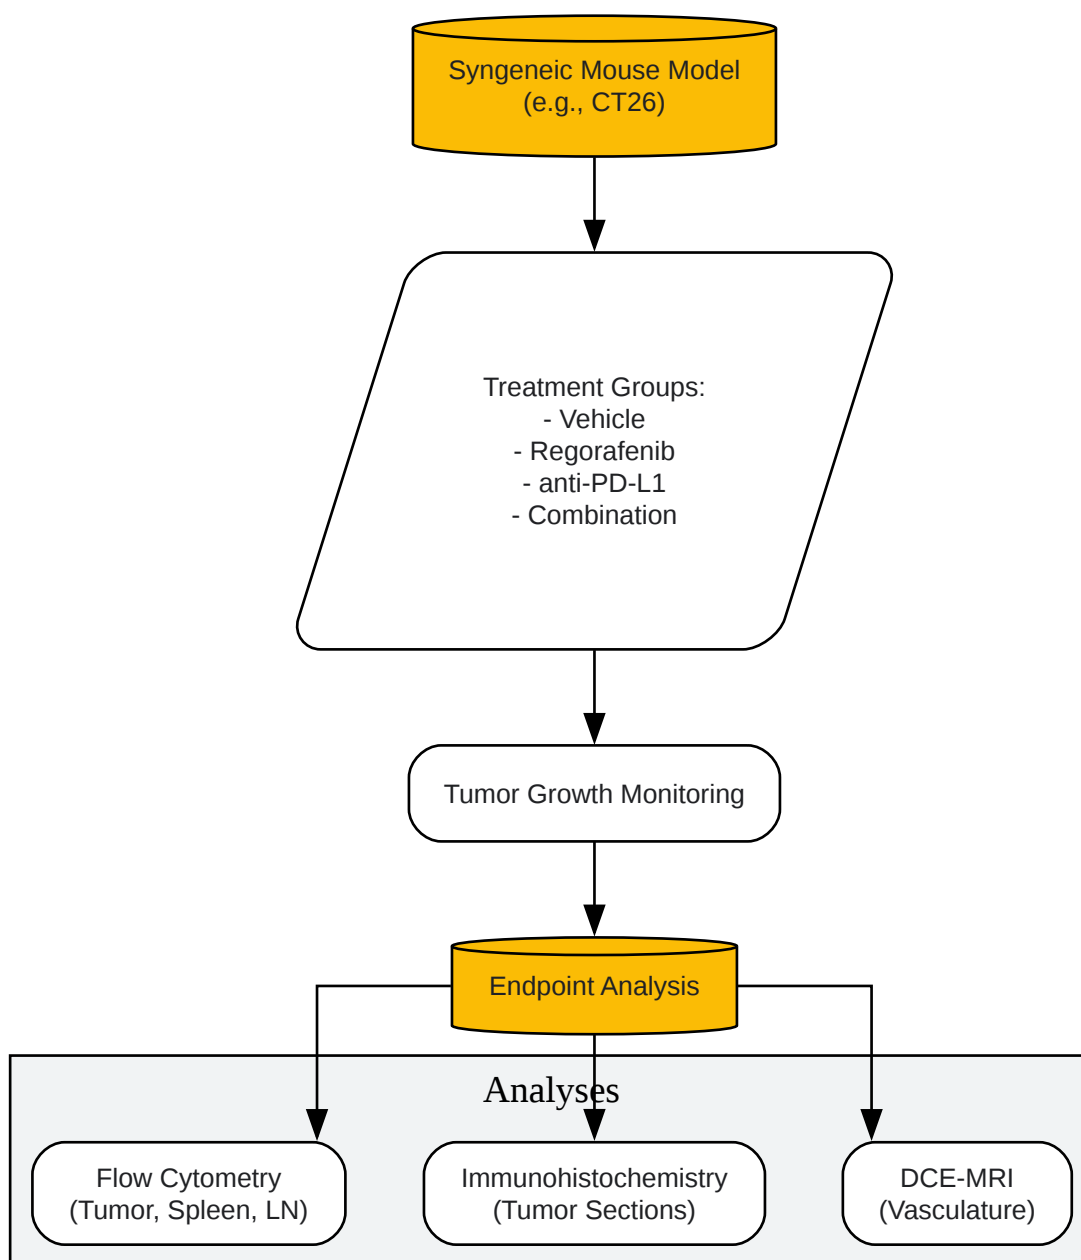 Syngeneic Mouse Model
(e.g., CT26)
Treatment Groups:
- Vehicle
- Regorafenib
- anti-PD-L1
- Combination
Tumor Growth Monitoring
Endpoint Analysis
Analyses
Flow Cytometry
(Tumor, Spleen, LN)
Immunohistochemistry
(Tumor Sections)
DCE-MRI
(Vasculature)